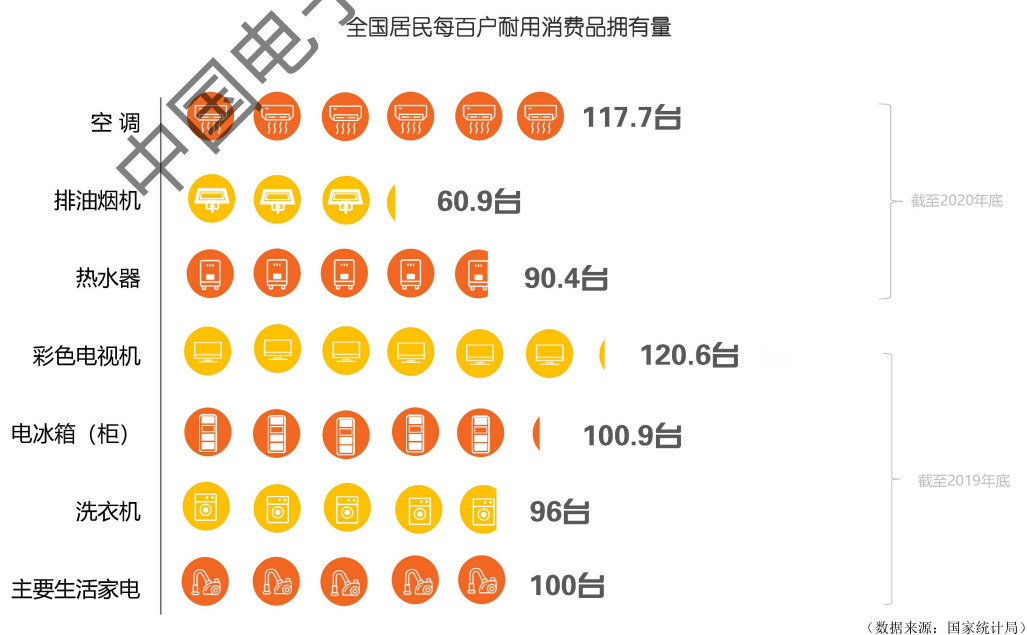 全国居民每百户耐用消费品拥有量
中国电子
空调
117.7台
排油烟机
60.9台
截至2020年底
热水器
90.4台
彩色电视机
120.6台
电冰箱（柜）
100.9台
截至2019年底
洗衣机
96台
主要生活家电
100台
（数据来源：国家统计局）